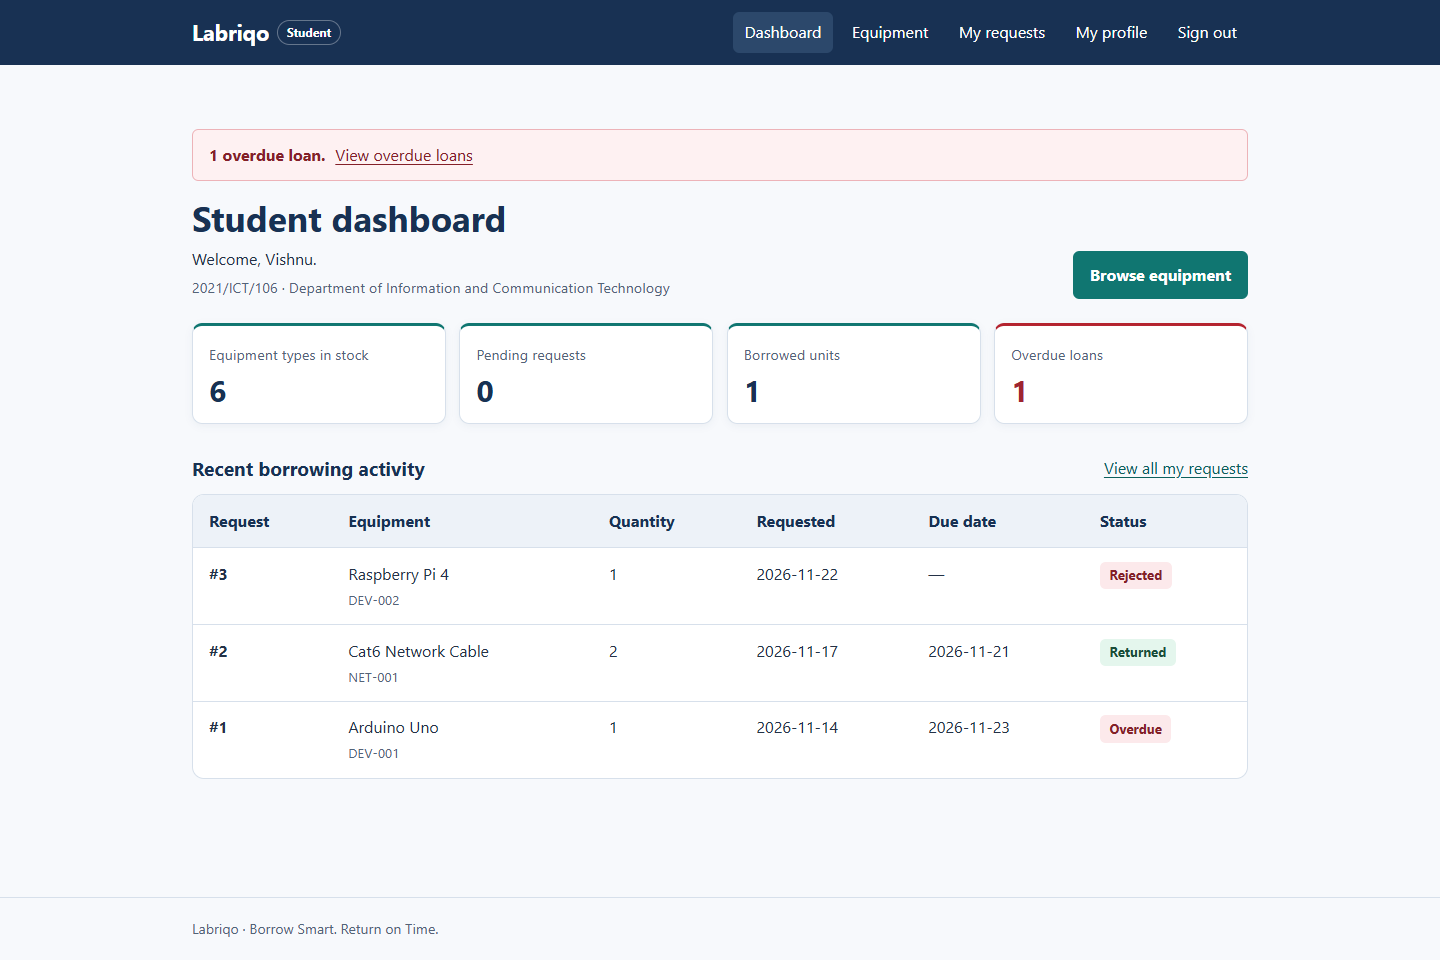 Labriqo Student Dashboard Equipment My requests My profile Sign out
1 overdue loan. View overdue loans
Student dashboard
Welcome, Vishnu.
2021/ICT/106 · Department of Information and Communication Technology
Browse equipment
Equipment types in stock
6
Pending requests
0
Borrowed units
1
Overdue loans
1
Recent borrowing activity View all my requests
Request Equipment Quantity Requested Due date Status
#3 Raspberry Pi 4 1 2026-11-22 — Rejected
DEV-002
#2 Cat6 Network Cable 2 2026-11-17 2026-11-21 Returned
NET-001
#1 Arduino Uno 1 2026-11-14 2026-11-23 Overdue
DEV-001
Labriqo · Borrow Smart. Return on Time.